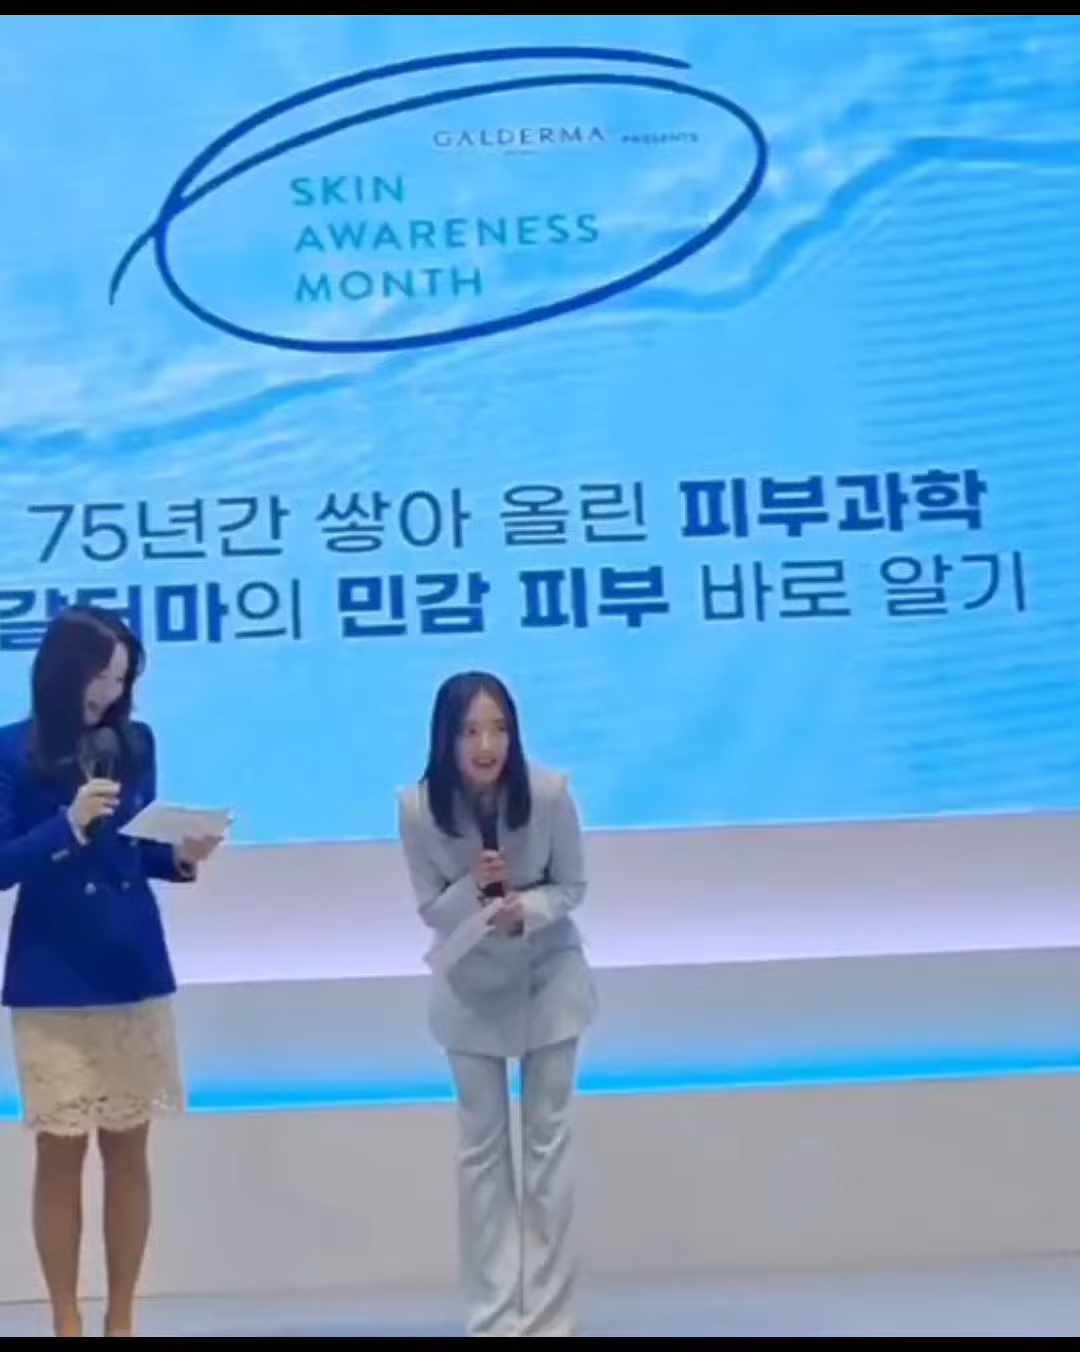 GALDERMA PRESENTS
SKIN
AWARENESS
MONTH
75년간 쌓아 올린 피부과학
갈더마의 민감 피부 바로 알기